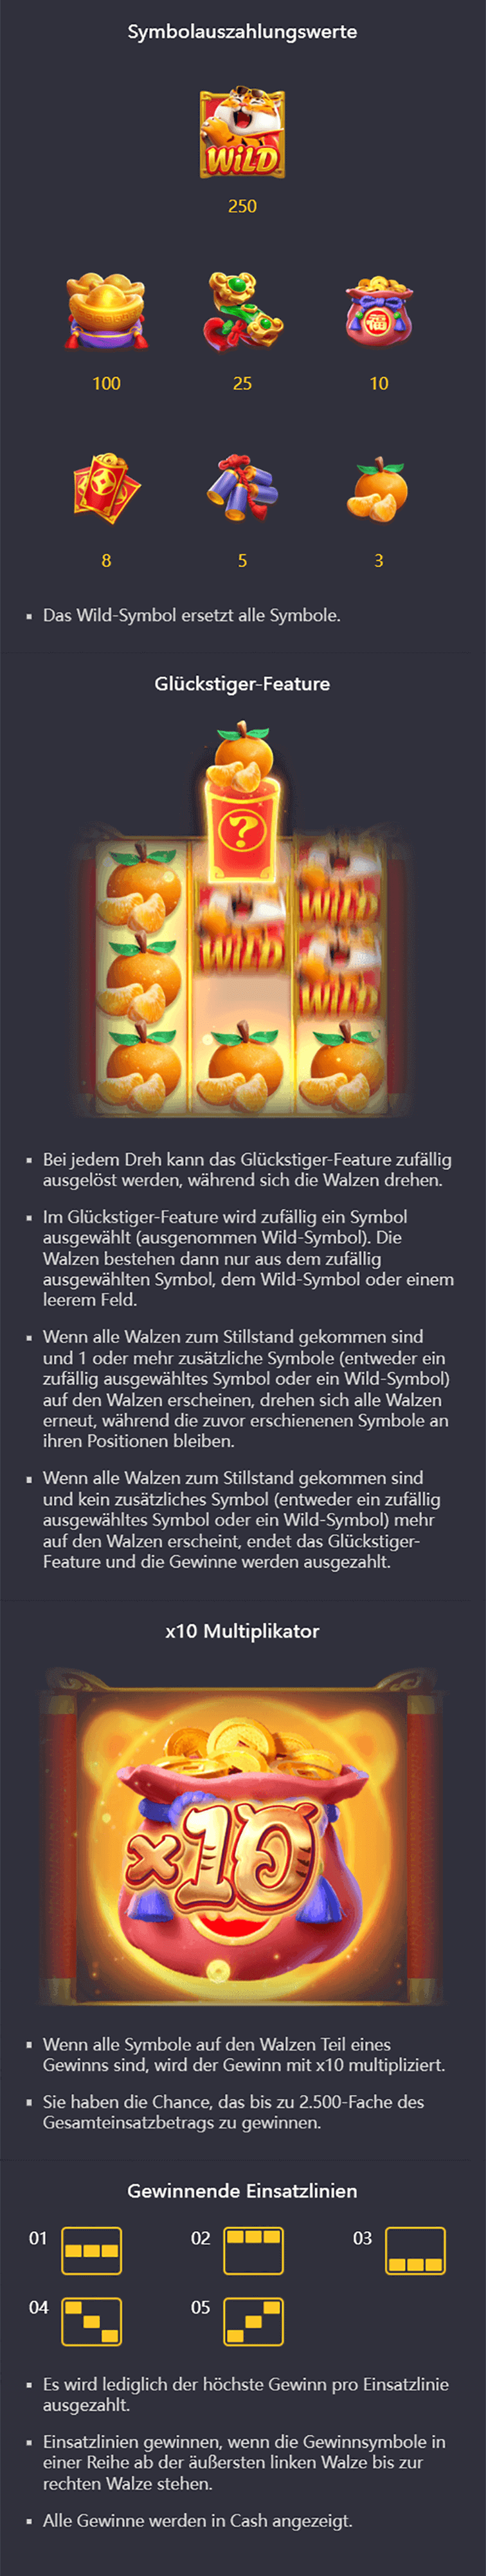 Symbolauszahlungswerte
WILD
250
100 25 10
8 5 3
Das Wild-Symbol ersetzt alle Symbole.
Glückstiger-Feature
?
WILD WILD
WILD
Bei jedem Dreh kann das Glückstiger-Feature zufällig
ausgelöst werden, während sich die Walzen drehen.
Im Glückstiger-Feature wird zufällig ein Symbol
ausgewählt (ausgenommen Wild-Symbol). Die
Walzen bestehen dann nur aus dem zufällig
ausgewählten Symbol, dem Wild-Symbol oder einem
leerem Feld.
Wenn alle Walzen zum Stillstand gekommen sind
und 1 oder mehr zusätzliche Symbole (entweder ein
zufällig ausgewähltes Symbol oder ein Wild-Symbol)
auf den Walzen erscheinen, drehen sich alle Walzen
erneut, während die zuvor erschienenen Symbole an
ihren Positionen bleiben.
Wenn alle Walzen zum Stillstand gekommen sind
und kein zusätzliches Symbol (entweder ein zufällig
ausgewähltes Symbol oder ein Wild-Symbol) mehr
auf den Walzen erscheint, endet das Glückstiger-
Feature und die Gewinne werden ausgezahlt.
x10 Multiplikator
x10
Wenn alle Symbole auf den Walzen Teil eines
Gewinns sind, wird der Gewinn mit x10 multipliziert.
Sie haben die Chance, das bis zu 2.500-Fache des
Gesamteinsatzbetrags zu gewinnen.
Gewinnende Einsatzlinien
01 02 03
04 05
Es wird lediglich der höchste Gewinn pro Einsatzlinie
ausgezahlt.
Einsatzlinien gewinnen, wenn die Gewinnsymbole in
einer Reihe ab der äußersten linken Walze bis zur
rechten Walze stehen.
Alle Gewinne werden in Cash angezeigt.